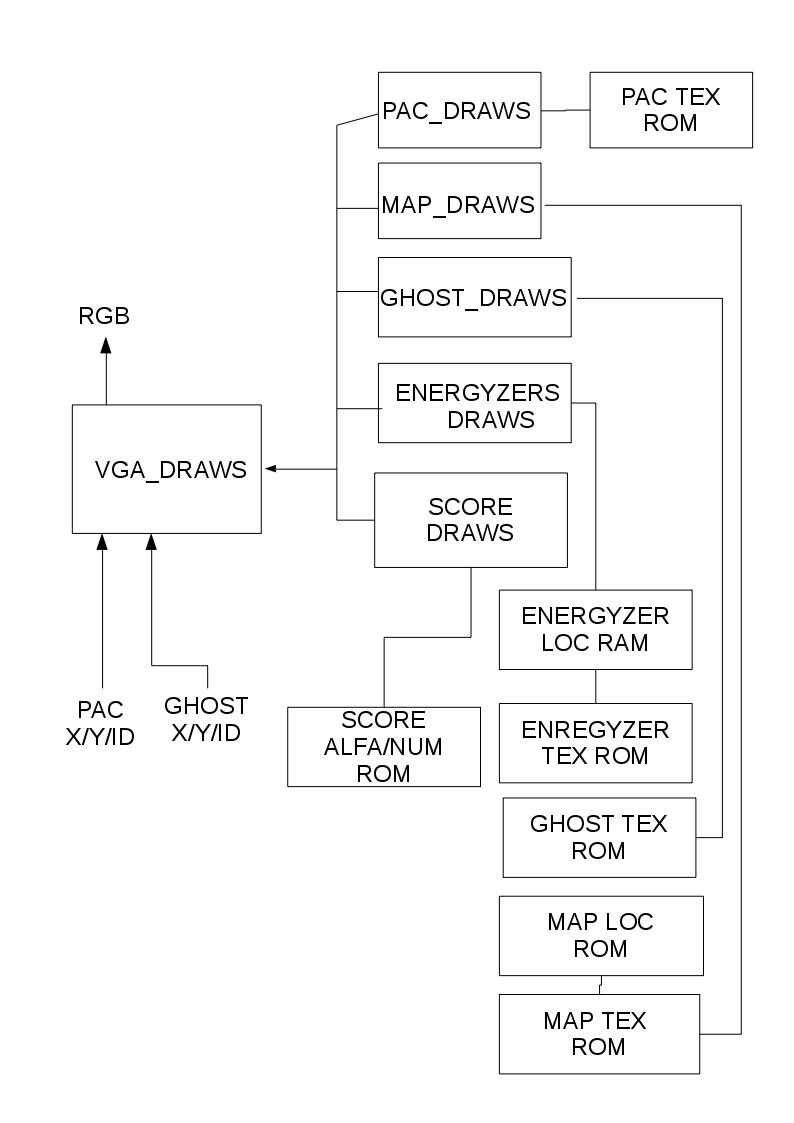 PAC_DRAWS
PAC TEX
ROM
MAP_DRAWS
GHOST_DRAWS
RGB
ENERGYZERS
DRAWS
VGA_DRAWS
SCORE
DRAWS
ENERGYZER
LOC RAM
PAC
X/Y/ID
GHOST
X/Y/ID
SCORE
ALFA/NUM
ROM
ENREGYZER
TEX ROM
GHOST TEX
ROM
MAP LOC
ROM
MAP TEX
ROM